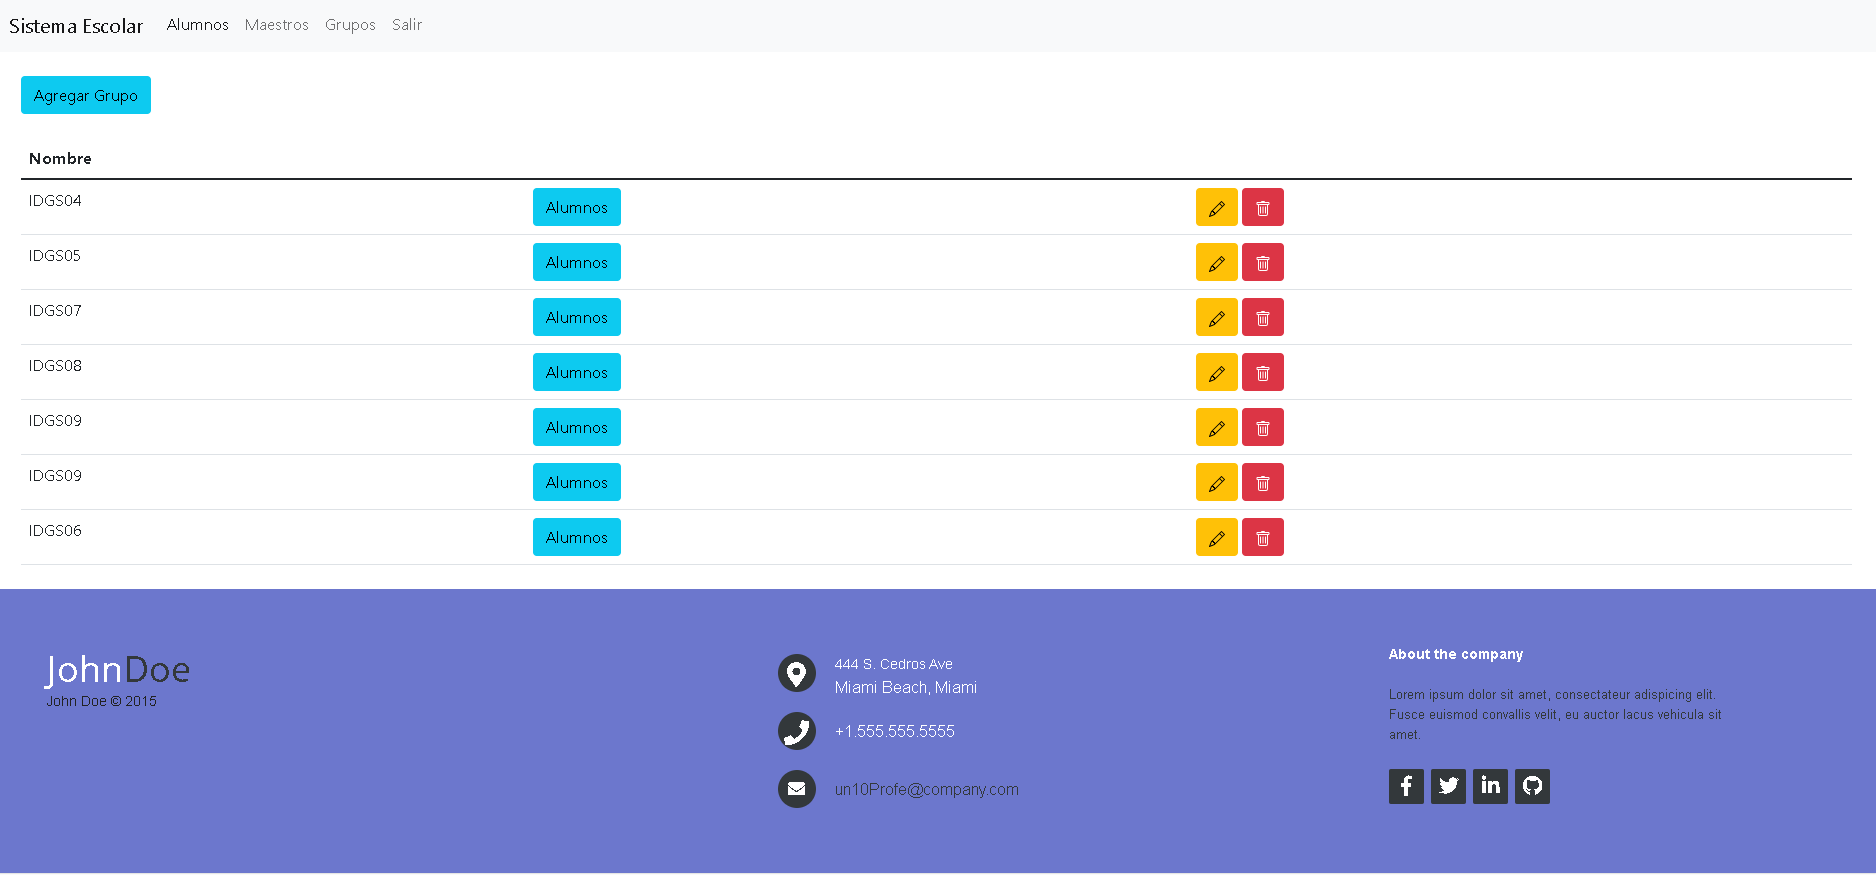 Sistema Escolar Alumnos Maestros Grupos Salir
Agregar Grupo
Nombre
IDGS04 Alumnos
IDGS05 Alumnos
IDGS07 Alumnos
IDGS08 Alumnos
IDGS09 Alumnos
IDGS09 Alumnos
IDGS06 Alumnos
JohnDoe
John Doe © 2015
444 S. Cedros Ave
Miami Beach, Miami
+1.555.555.5555
un10Profe@company.com
About the company
Lorem ipsum dolor sit amet, consectateur adispicing elit.
Fusce euismod convallis velit, eu auctor lacus vehicula sit
amet.